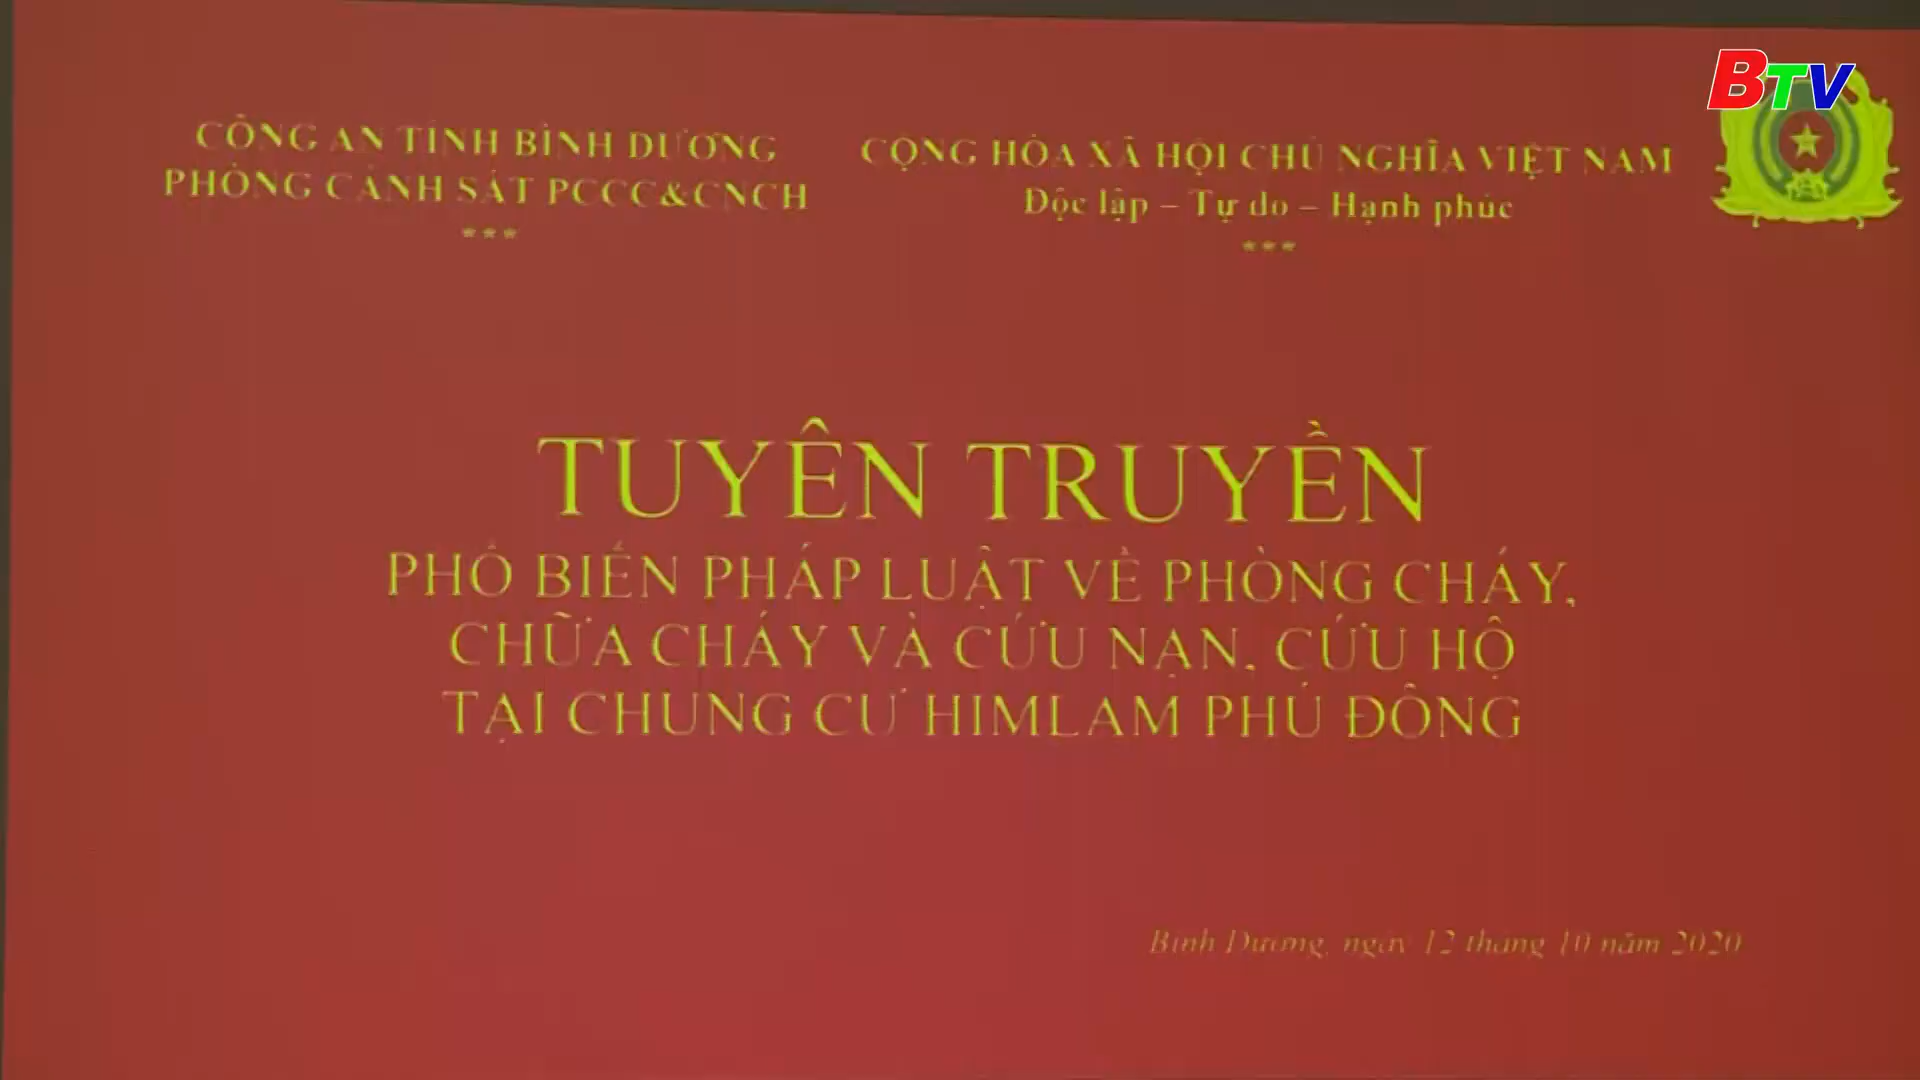 BTV
CÔNG AN TỈNH BÌNH DƯƠNG
PHÒNG CẢNH SÁT PCCC&CNCH
***
CỘNG HÒA XÃ HỘI CHỦ NGHĨA VIỆT NAM
Độc lập – Tự do – Hạnh phúc
***
TUYÊN TRUYỀN
PHỔ BIẾN PHÁP LUẬT VỀ PHÒNG CHÁY,
CHỮA CHÁY VÀ CỨU NẠN, CỨU HỘ
TẠI CHUNG CƯ HIMLAM PHÚ ĐÔNG
Bình Dương, ngày 12 tháng 10 năm 2020